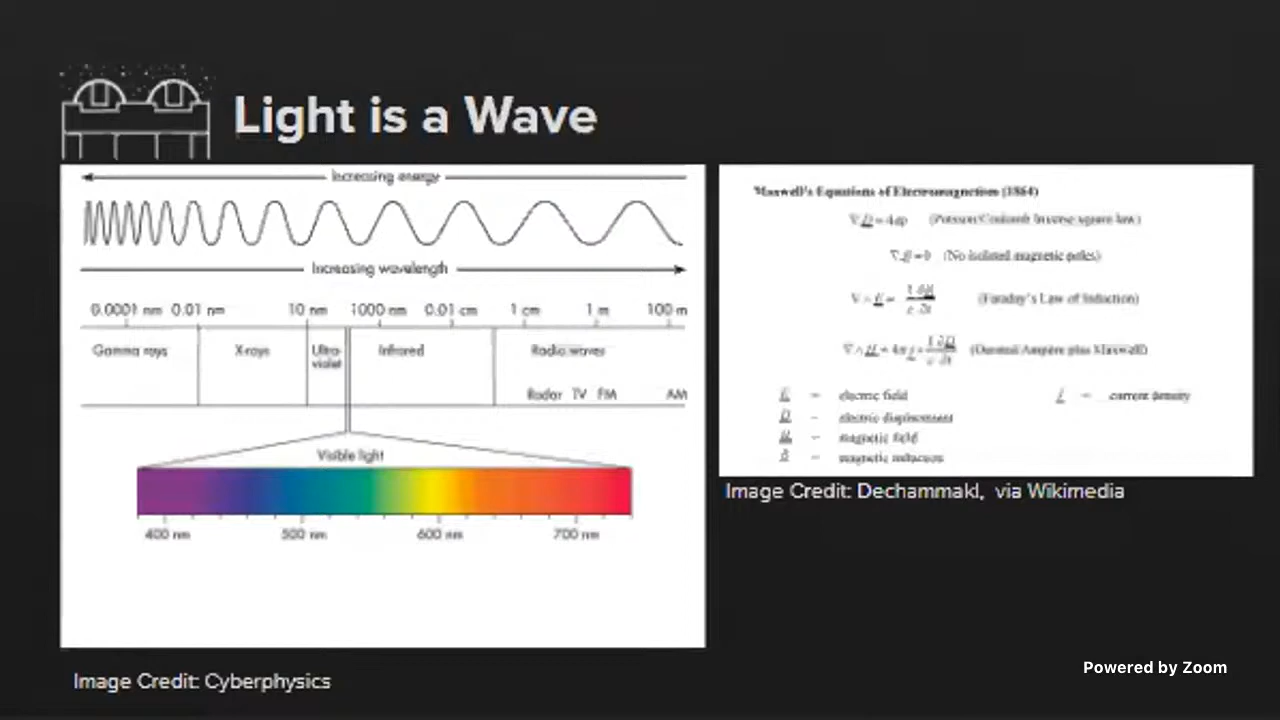 Light is a Wave
Increasing energy
Increasing wavelength
0.0001 nm 0.01 nm 10 nm 1000 nm 0.01 cm 1 cm 1 m 100 m
Gamma rays X-rays Ultra-violet Infrared Radio waves
Radar TV FM AM
Visible light
400 nm 500 nm 600 nm 700 nm
Image Credit: Cyberphysics
Maxwell's Equations of Electromagnetism (1864)
(Poisson/Coulomb Inverse square law)
(No isolated magnetic poles)
(Faraday's Law of Induction)
plus Maxwell)
E = electric field
current density
D - electric displacement
H - magnetic field
B - magnetic induction
Image Credit: Dechammakl, via Wikimedia
Powered by Zoom